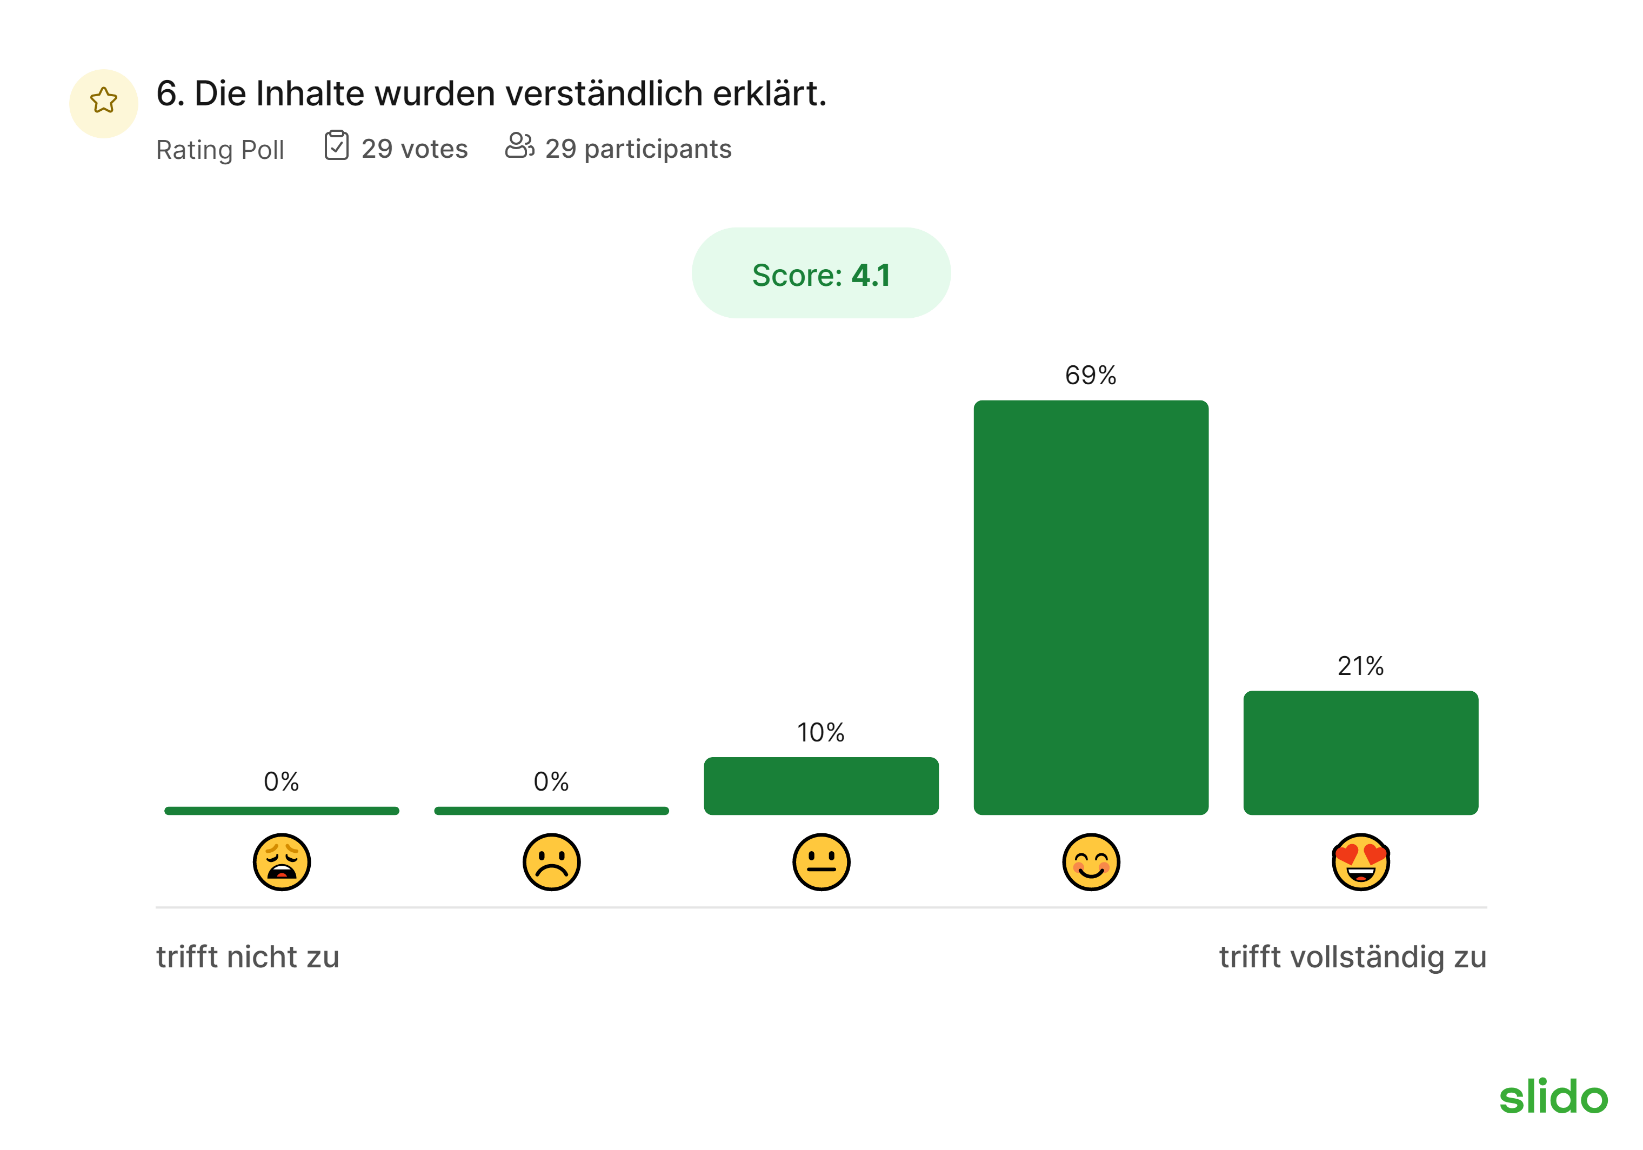 6. Die Inhalte wurden verständlich erklärt.
Rating Poll 29 votes 29 participants
Score: 4.1
69%
21%
10%
0% 0%
trifft nicht zu trifft vollständig zu
slido